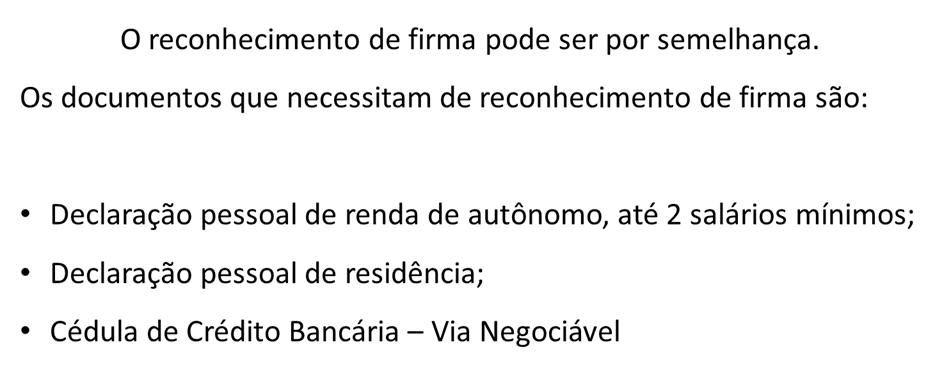 O reconhecimento de firma pode ser por semelhança.
Os documentos que necessitam de reconhecimento de firma são:
• Declaração pessoal de renda de autônomo, até 2 salários mínimos;
• Declaração pessoal de residência;
• Cédula de Crédito Bancária – Via Negociável